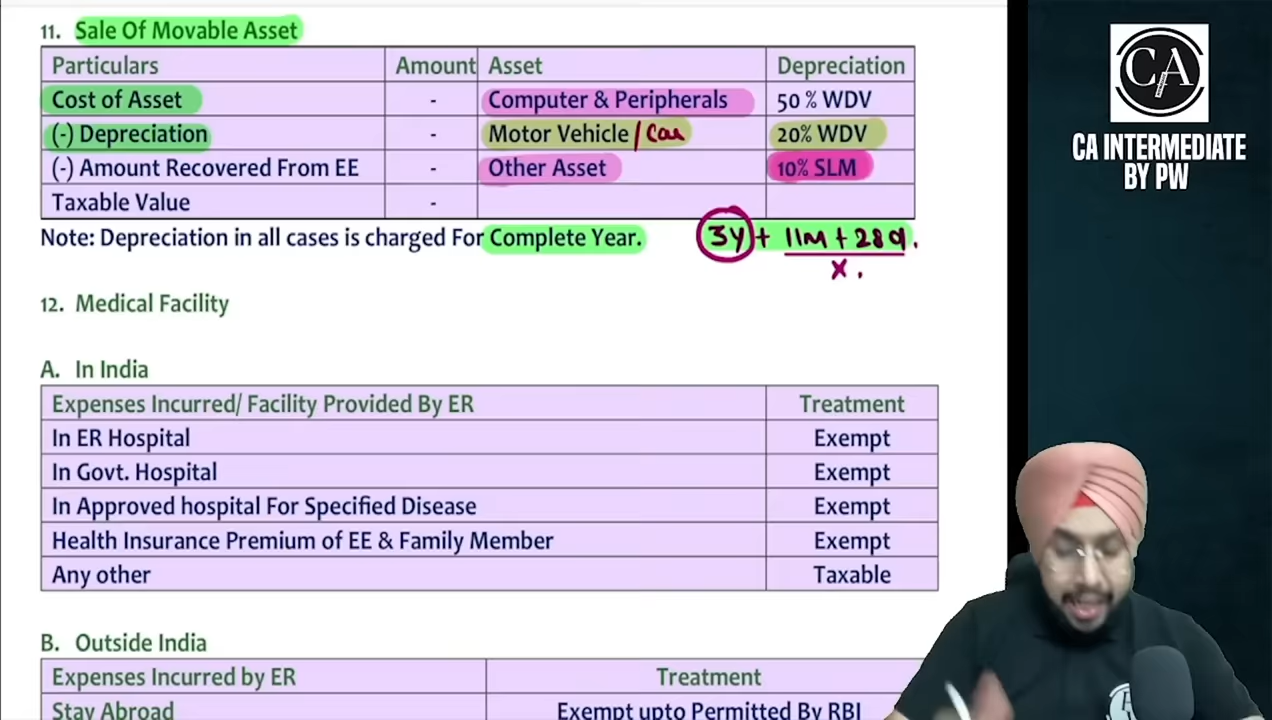 11. Sale Of Movable Asset
Particulars Amount Asset Depreciation
Cost of Asset - Computer & Peripherals 50 % WDV
(-) Depreciation - Motor Vehicle / Car 20% WDV
(-) Amount Recovered From EE - Other Asset 10% SLM
Taxable Value -
Note: Depreciation in all cases is charged For Complete Year. 3y + 11M + 28d.
x.
12. Medical Facility
A. In India
Expenses Incurred/ Facility Provided By ER Treatment
In ER Hospital Exempt
In Govt. Hospital Exempt
In Approved hospital For Specified Disease Exempt
Health Insurance Premium of EE & Family Member Exempt
Any other Taxable
B. Outside India
Expenses Incurred by ER Treatment
Stay Abroad Exempt upto Permitted By RBI
CA
CA INTERMEDIATE
BY PW